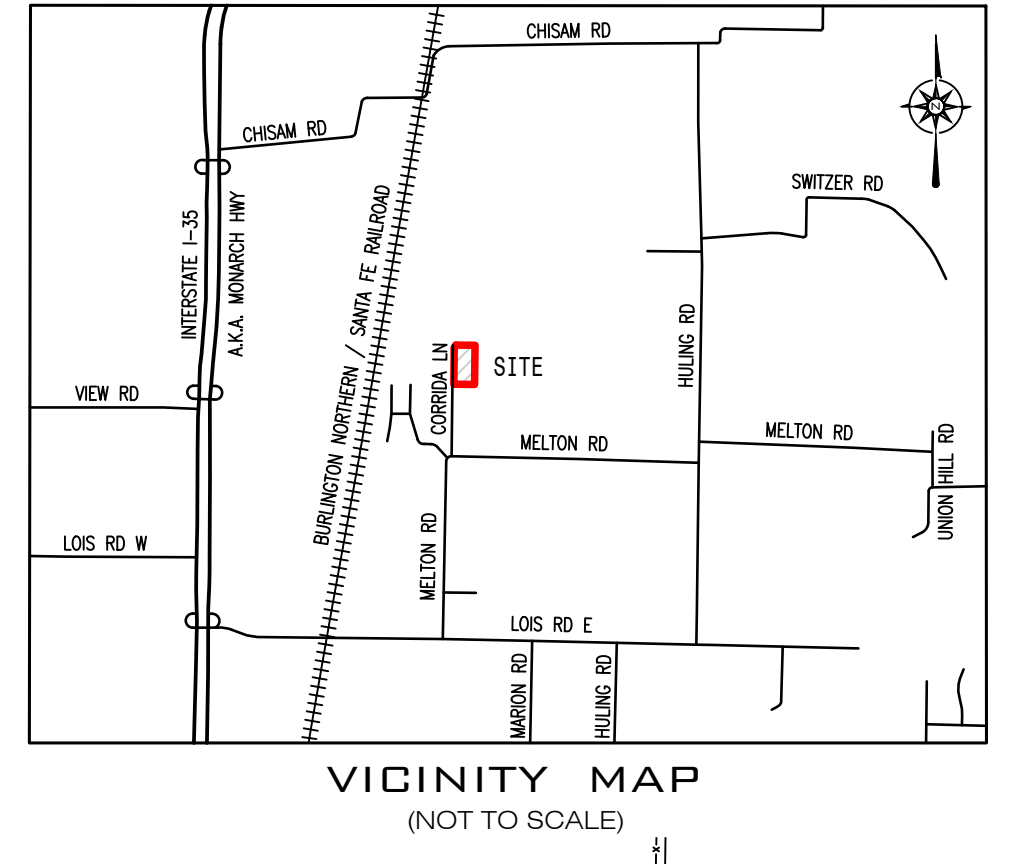 CHISAM RD
CHISAM RD
N
SWITZER RD
INTERSTATE I-35
A.K.A. MONARCH HWY
BURLINGTON NORTHERN / SANTA FE RAILROAD
HULING RD
CORRIDA LN
SITE
VIEW RD
MELTON RD
MELTON RD
UNION HILL RD
LOIS RD W
MELTON RD
LOIS RD E
MARION RD
HULING RD
VICINITY MAP
(NOT TO SCALE)